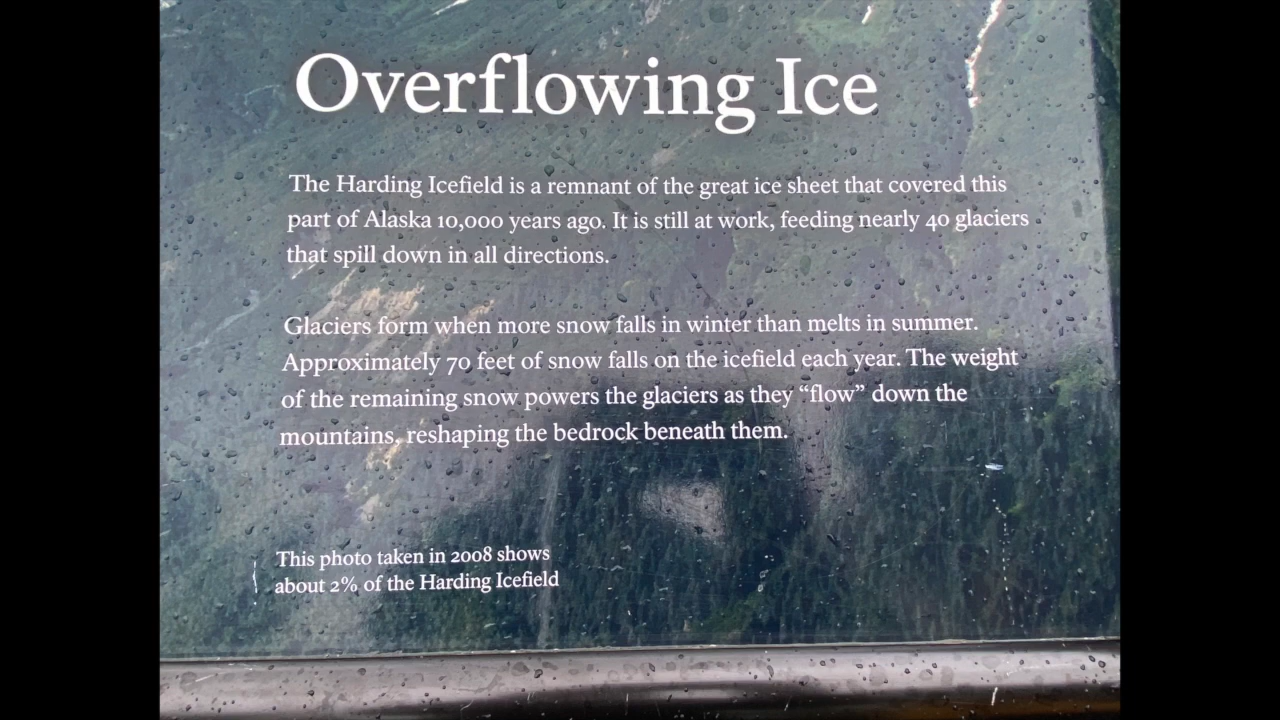 Overflowing Ice
The Harding Icefield is a remnant of the great ice sheet that covered this
part of Alaska 10,000 years ago. It is still at work, feeding nearly 40 glaciers
that spill down in all directions.
Glaciers form when more snow falls in winter than melts in summer.
Approximately 70 feet of snow falls on the icefield each year. The weight
of the remaining snow powers the glaciers as they “flow” down the
mountains, reshaping the bedrock beneath them.
This photo taken in 2008 shows
about 2% of the Harding Icefield